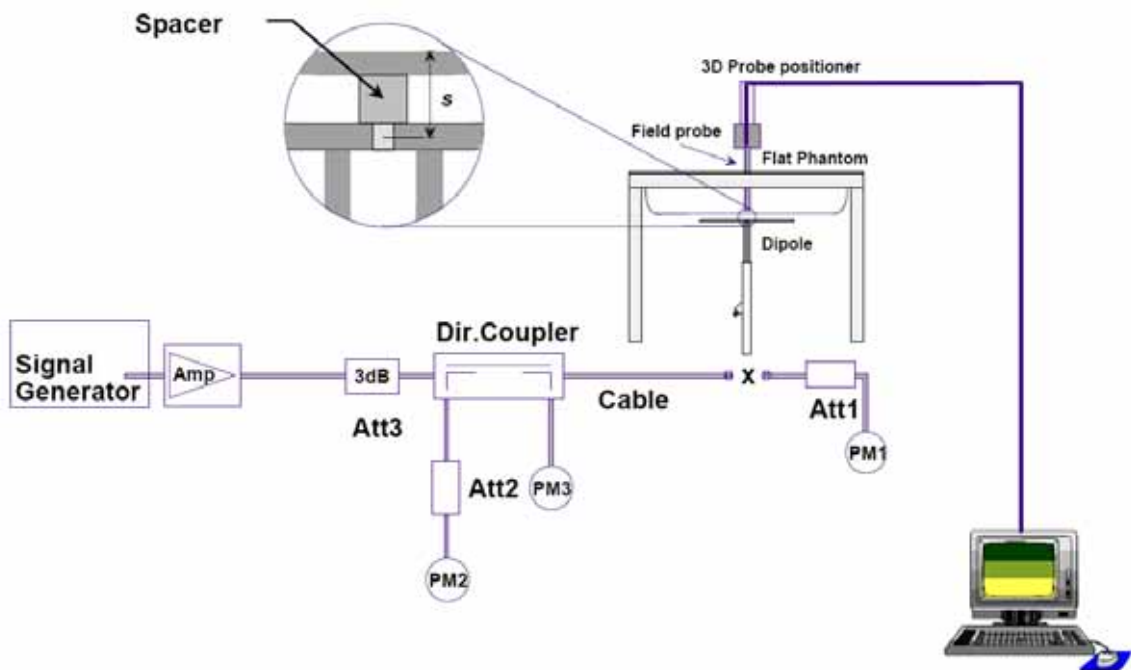 Spacer
s
3D Probe positioner
Field probe
Flat Phantom
Dipole
Signal
Generator
Amp
3dB
Att3
Dir.Coupler
Att2
PM3
PM2
Cable
x
Att1
PM1